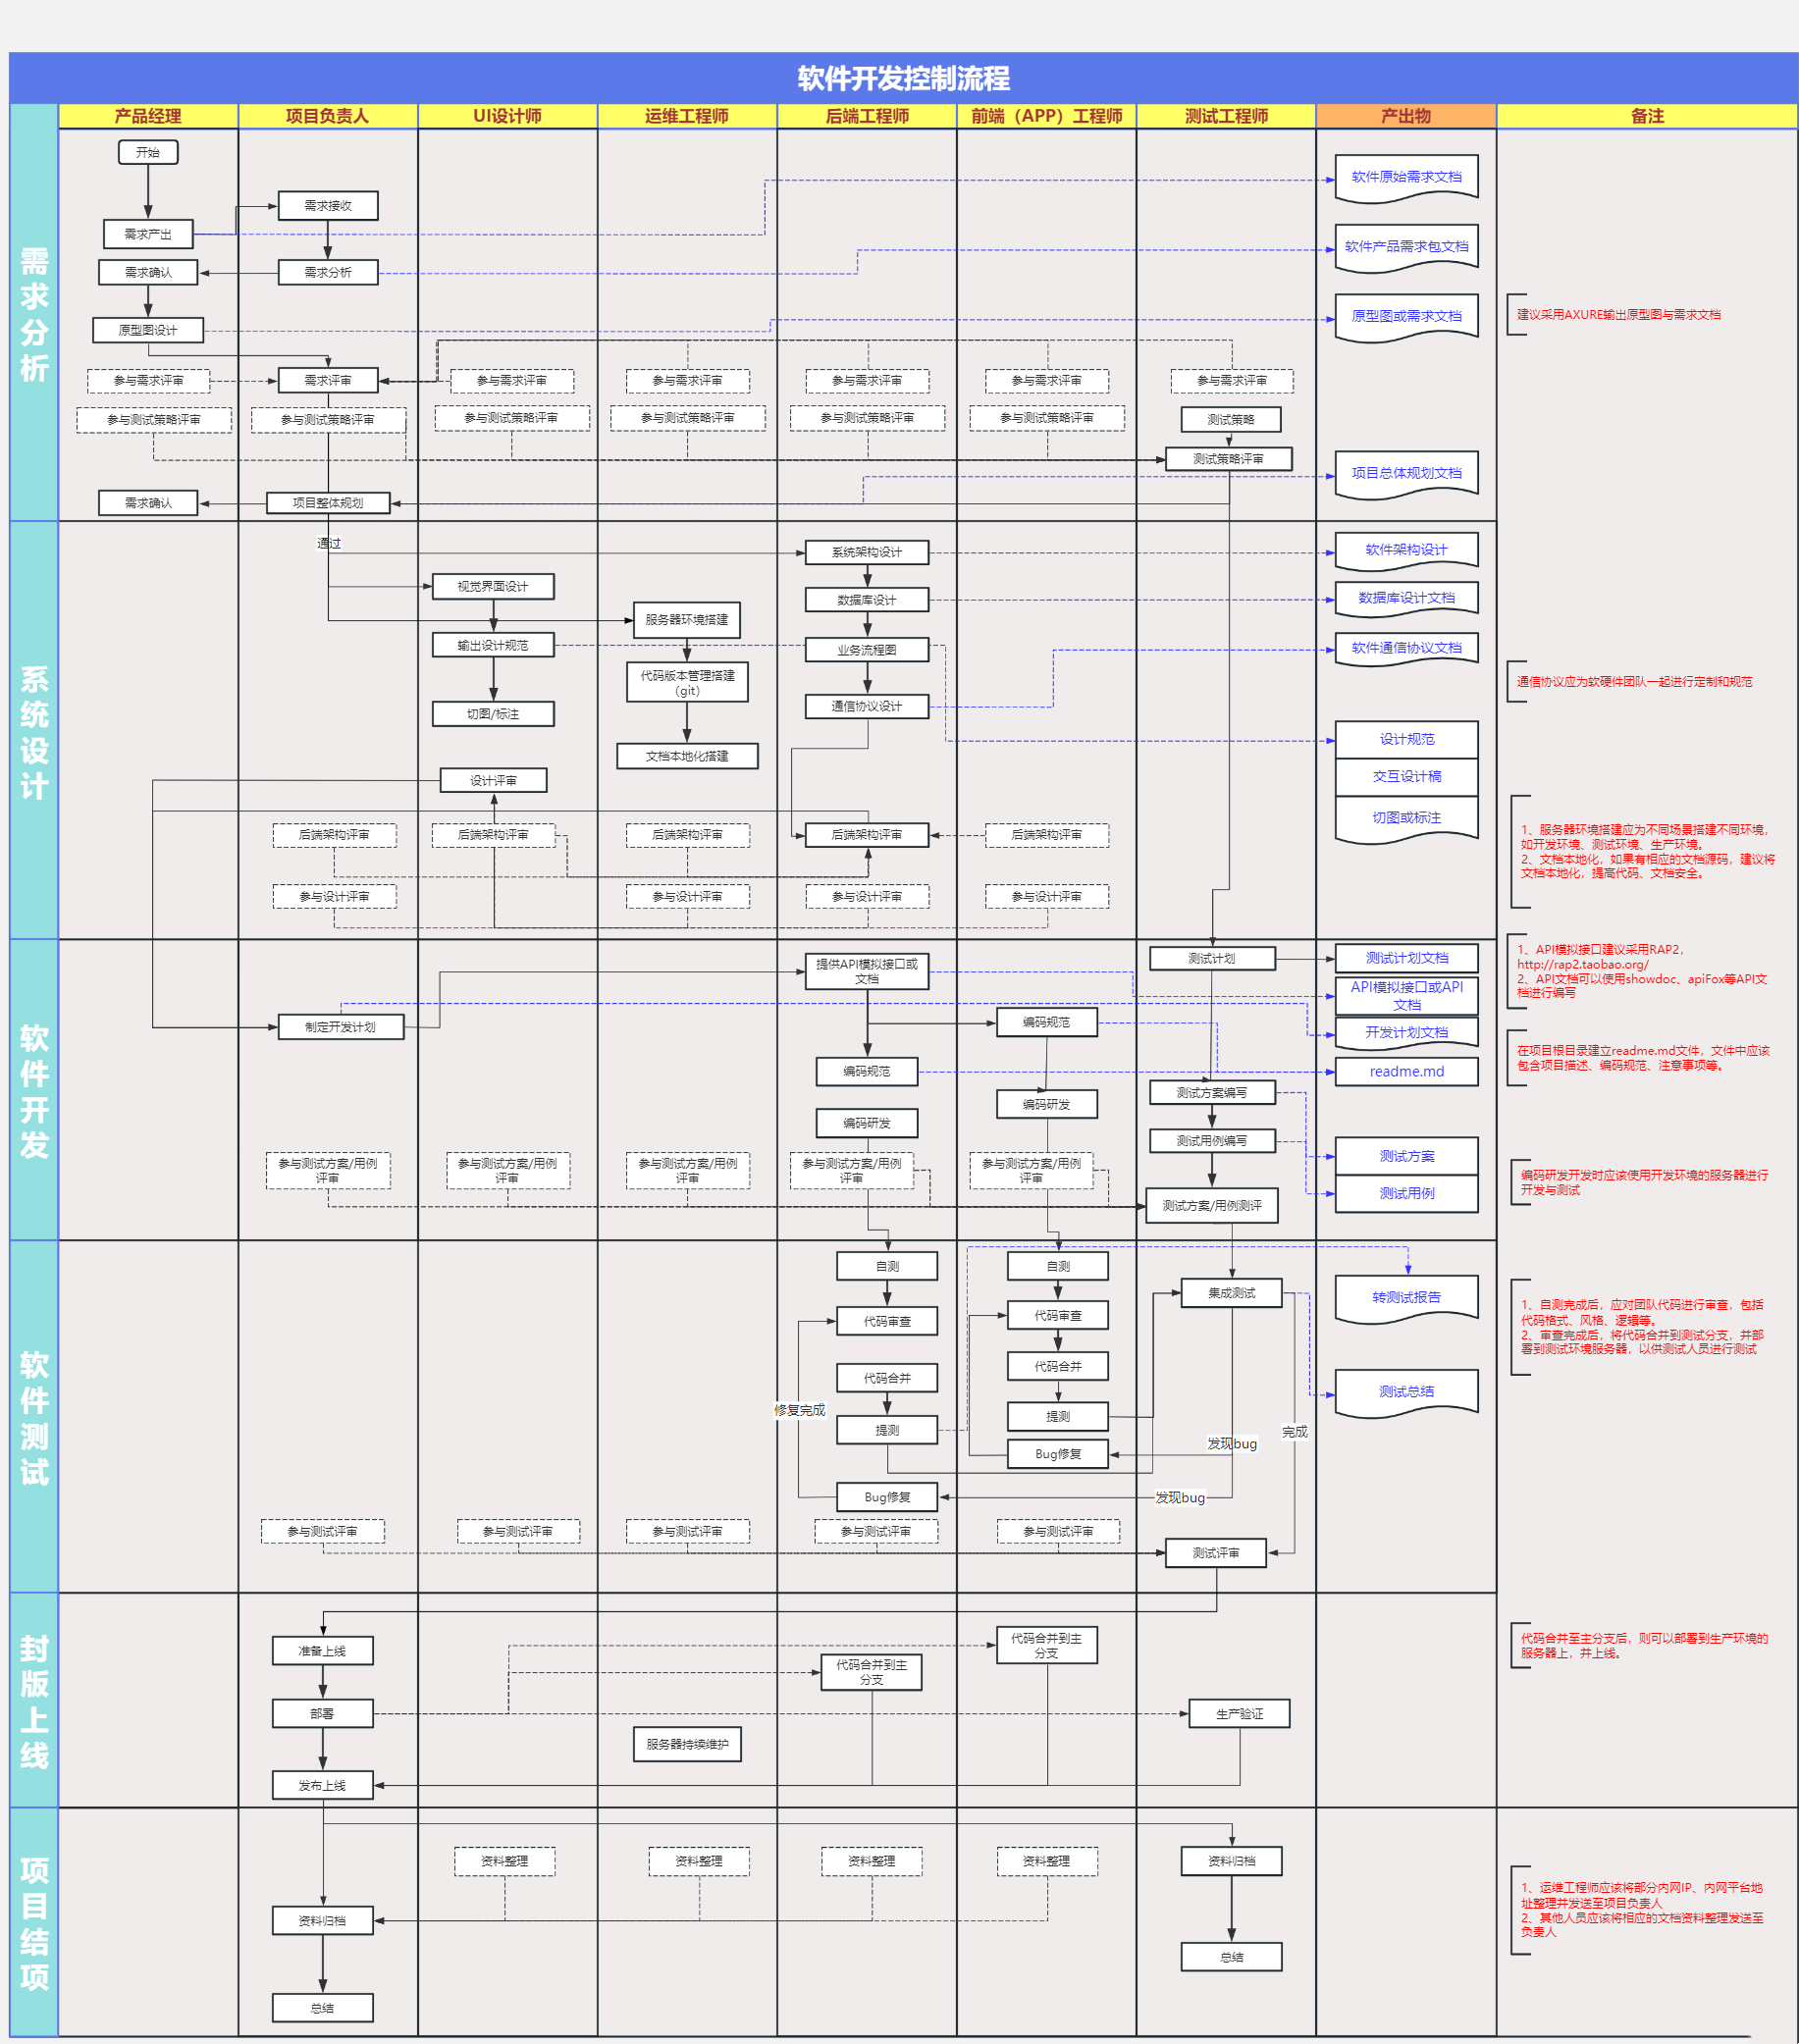 软件开发控制流程
产品经理
项目负责人
UI设计师
运维工程师
后端工程师
前端（APP）工程师
测试工程师
产出物
备注
需求分析
开始
需求产出
需求接收
需求确认
需求分析
原型图设计
软件原始需求文档
软件产品需求包文档
原型图或需求文档
建议采用AXURE输出原型图与需求文档
参与需求评审
需求评审
参与需求评审
参与需求评审
参与需求评审
参与需求评审
参与需求评审
参与测试策略评审
参与测试策略评审
参与测试策略评审
参与测试策略评审
参与测试策略评审
参与测试策略评审
测试策略
测试策略评审
项目总体规划文档
需求确认
项目整体规划
系统设计
通过
系统架构设计
软件架构设计
视觉界面设计
数据库设计
数据库设计文档
服务器环境搭建
输出设计规范
业务流程图
软件通信协议文档
代码版本管理搭建
（git）
通信协议应为软硬件团队一起进行定制和规范
切图/标注
通信协议设计
文档本地化搭建
设计规范
交互设计稿
切图或标注
设计评审
后端架构评审
后端架构评审
后端架构评审
后端架构评审
后端架构评审
1、服务器环境搭建应为不同场景搭建不同环境，
如开发环境、测试环境、生产环境。
2、文档本地化，如果有相应的文档源码，建议将
文档本地化，提高代码、文档安全。
参与设计评审
参与设计评审
参与设计评审
参与设计评审
软件开发
提供API模拟接口或
文档
测试计划
测试计划文档
API模拟接口或API
文档
1、API模拟接口建议采用RAP2，
http://rap2.taobao.org/
2、API文档可以使用showdoc、apiFox等API文
档进行编写
制定开发计划
编码规范
开发计划文档
编码规范
readme.md
在项目根目录建立readme.md文件，文件中应该
包含项目描述、编码规范、注意事项等。
编码研发
编码研发
测试方案编写
测试用例编写
测试方案
测试用例
编码研发开发时应该使用开发环境的服务器进行
开发与测试
参与测试方案/用例
评审
参与测试方案/用例
评审
参与测试方案/用例
评审
参与测试方案/用例
评审
参与测试方案/用例
评审
测试方案/用例测评
软件测试
自测
自测
集成测试
转测试报告
代码审查
代码审查
代码合并
代码合并
提测
提测
修复完成
Bug修复
Bug修复
发现bug
发现bug
完成
测试总结
1、自测完成后，应对团队代码进行审查，包括
代码格式、风格、逻辑等。
2、审查完成后，将代码合并到测试分支，并部
署到测试环境服务器，以供测试人员进行测试
参与测试评审
参与测试评审
参与测试评审
参与测试评审
参与测试评审
测试评审
封版上线
准备上线
代码合并到主
分支
代码合并到主
分支
代码合并至主分支后，则可以部署到生产环境的
服务器上，并上线。
部署
生产验证
服务器持续维护
发布上线
项目结项
资料整理
资料整理
资料整理
资料整理
资料归档
资料归档
总结
总结
1、运维工程师应该将部分内网IP、内网平台地
址整理并发送至项目负责人
2、其他人员应该将相应的文档资料整理发送至
负责人